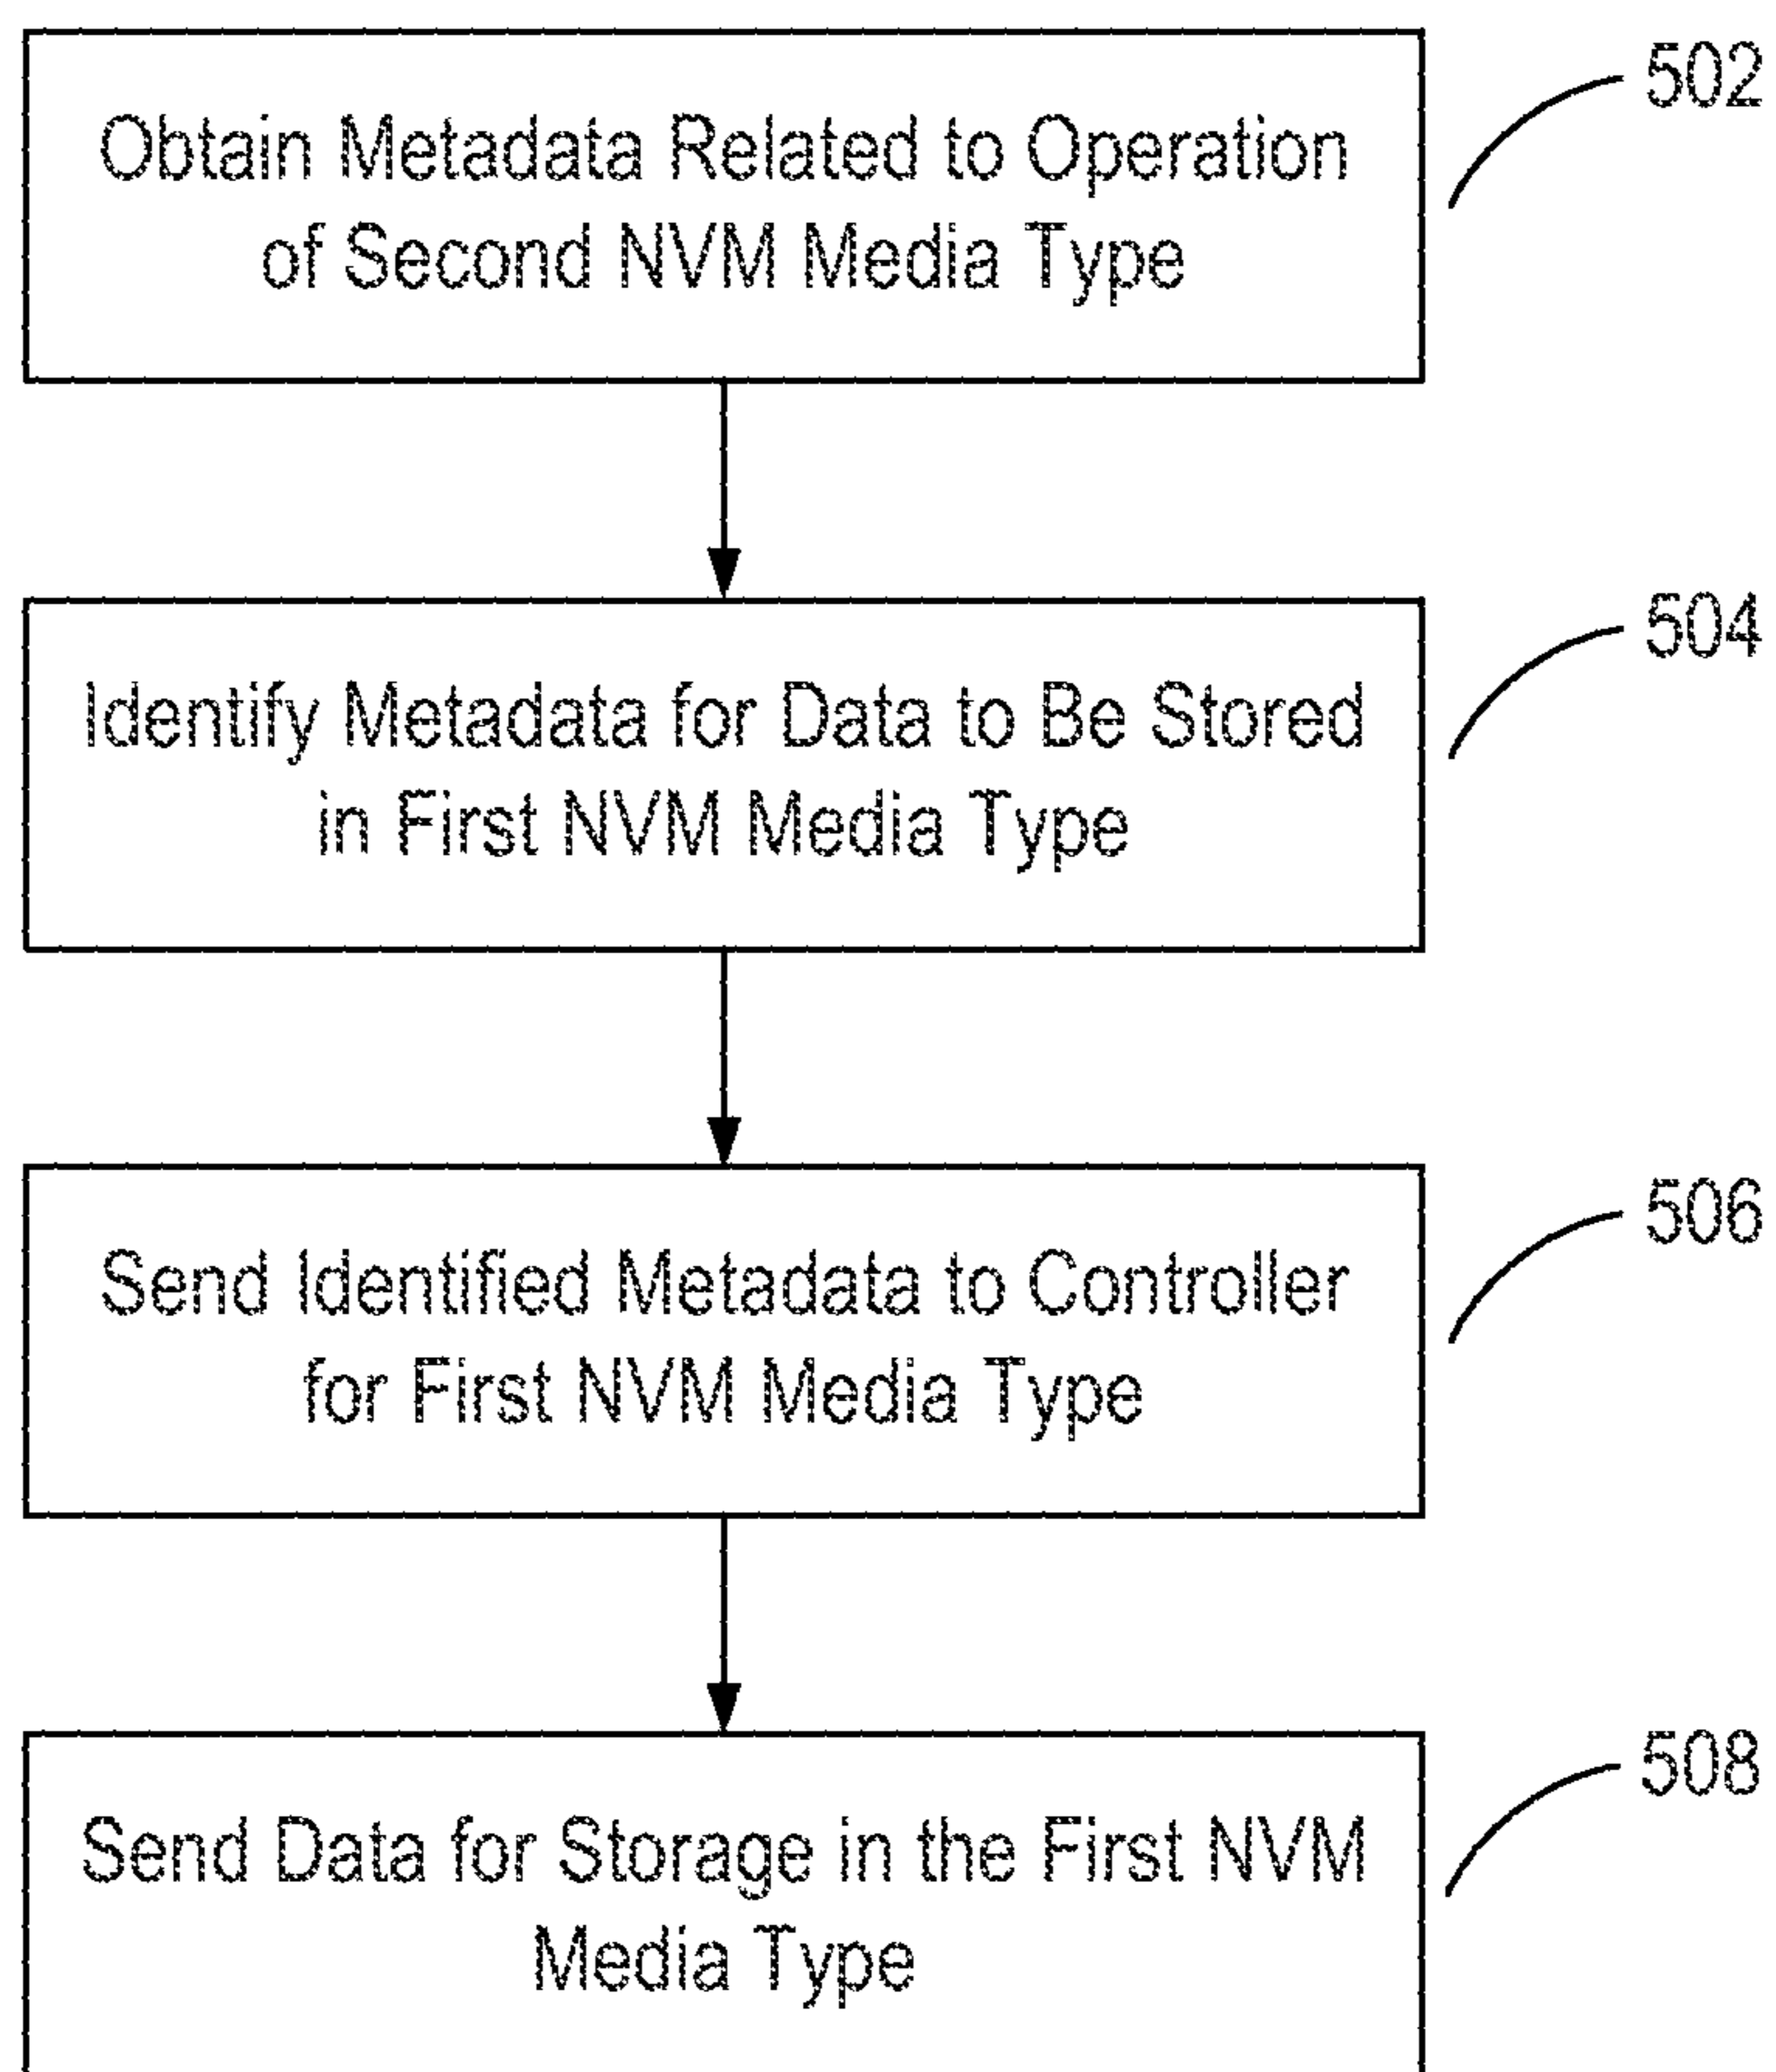 502
Obtain Metadata Related to Operation
of Second NVM Media Type
504
Identify Metadata for Data to Be Stored
in First NVM Media Type
506
Send Identified Metadata to Controller
for First NVM Media Type
508
Send Data for Storage in the First NVM
Media Type